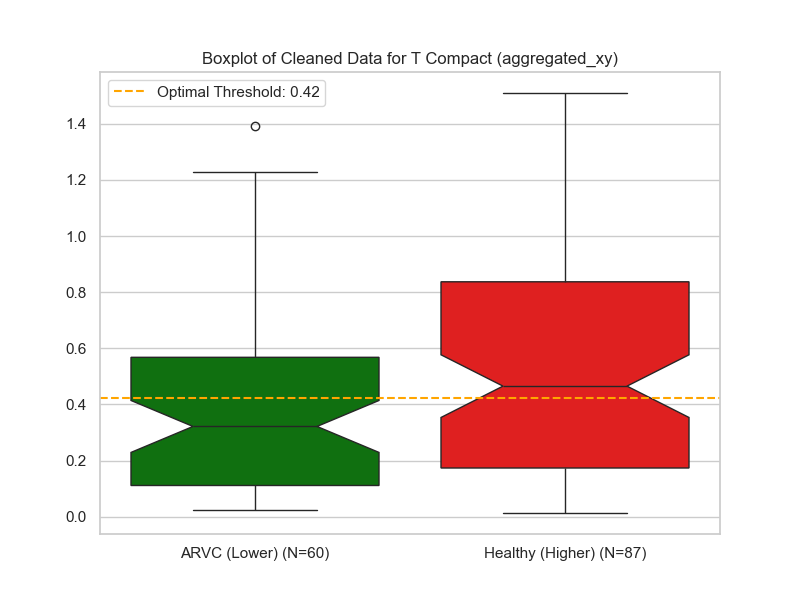 Boxplot of Cleaned Data for T Compact (aggregated_xy)
Optimal Threshold: 0.42
1.4
1.2
1.0
0.8
0.6
0.4
0.2
0.0
ARVC (Lower) (N=60)
Healthy (Higher) (N=87)